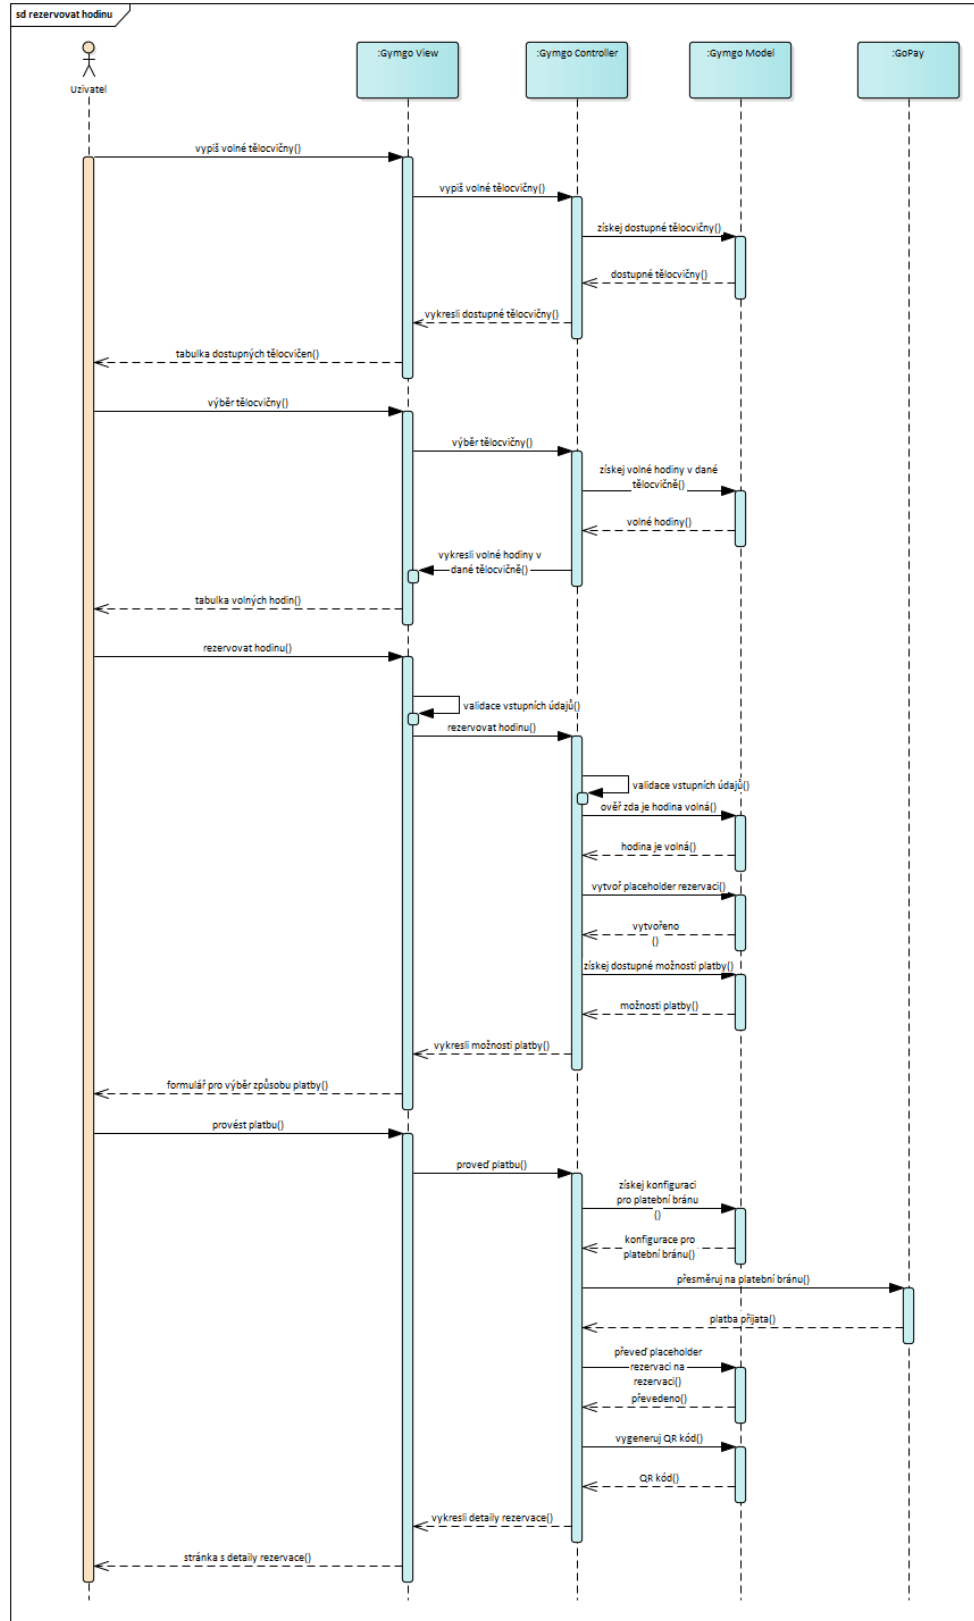 sd rezervovat hodinu
Uzivatel
:Gymgo View
:Gymgo Controller
:Gymgo Model
:GoPay
vypiš volné tělocvičny()
vypiš volné tělocvičny()
získej dostupné tělocvičny()
dostupné tělocvičny()
vykresli dostupné tělocvičny()
tabulka dostupných tělocvičen()
výběr tělocvičny()
výběr tělocvičny()
získej volné hodiny v dané
tělocvičně()
volné hodiny()
vykresli volné hodiny v
dané tělocvičně()
tabulka volných hodin()
rezervovat hodinu()
validace vstupních údajů()
rezervovat hodinu()
validace vstupních údajů()
ověř zda je hodina volná()
hodina je volná()
vytvoř placeholder rezervaci()
vytvořeno
()
získej dostupné možnosti platby()
možnosti platby()
vykresli možnosti platby()
formulář pro výběr způsobu platby()
provést platbu()
proveď platbu()
získej konfiguraci
pro platební bránu
()
konfigurace pro
platební bránu()
přesměruj na platební bránu()
platba přijata()
převeď placeholder
rezervaci na
rezervaci()
převedeno()
vygeneruj QR kód()
QR kód()
vykresli detaily rezervace()
stránka s detaily rezervace()